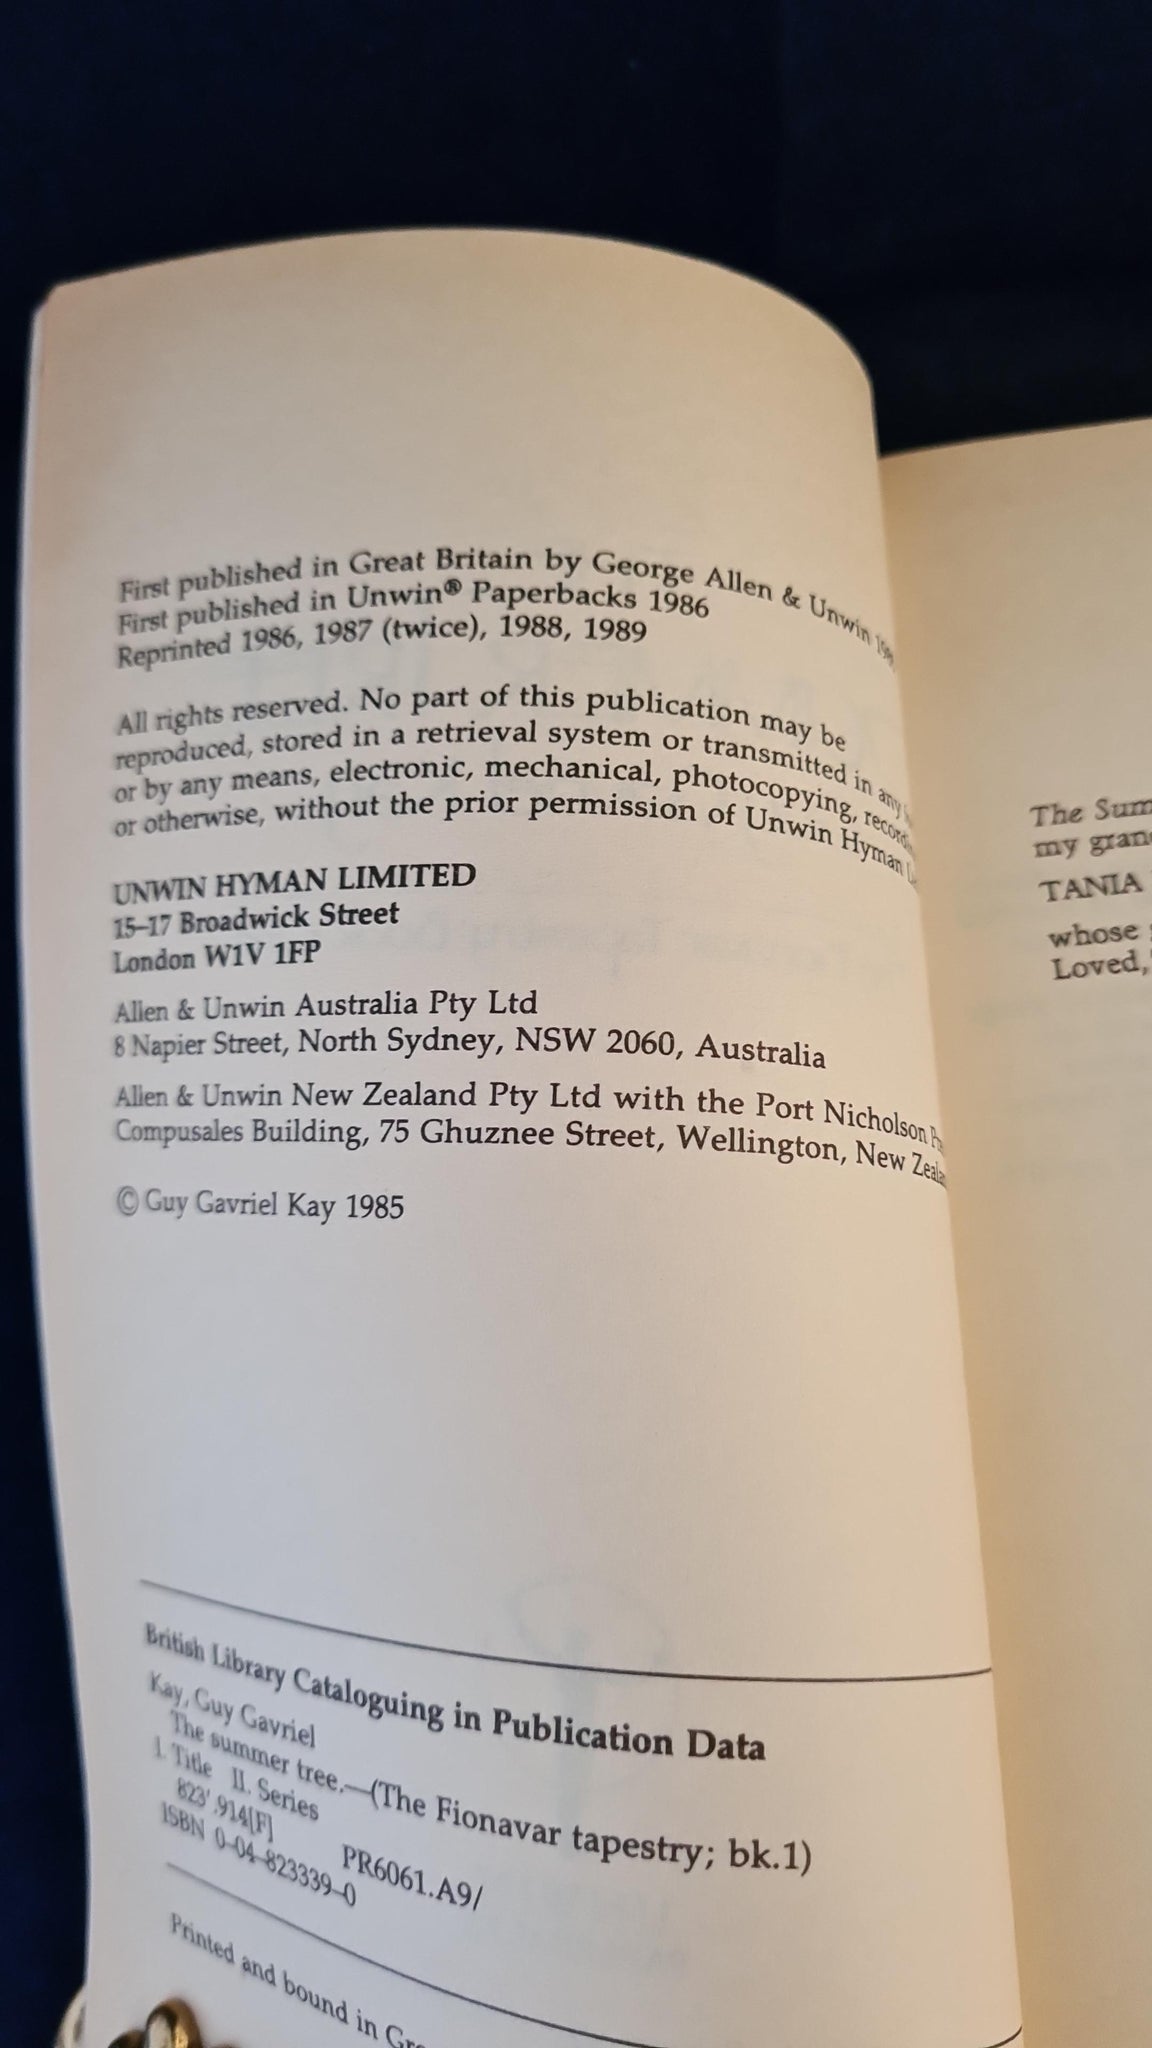 First published in Great Britain by George Allen & Unwin
First published in Unwin® Paperbacks 1986
Reprinted 1986, 1987 (twice), 1988, 1989
All rights reserved. No part of this publication may be
reproduced, stored in a retrieval system or transmitted in any
or by any means, electronic, mechanical, photocopying,
or otherwise, without the prior permission of Unwin Hyman
UNWIN HYMAN LIMITED
15–17 Broadwick Street
London W1V 1FP
Allen & Unwin Australia Pty Ltd
8 Napier Street, North Sydney, NSW 2060, Australia
Allen & Unwin New Zealand Pty Ltd with the Port Nicholson
Compusales Building, 75 Ghuznee Street, Wellington, New
© Guy Gavriel Kay 1985
British Library Cataloguing in Publication Data
Kay, Guy Gavriel
The summer tree.—(The Fionavar tapestry; bk.1)
I. Title II. Series
823'.914[F] PR6061.A9/
ISBN 0-04-823339-0
Printed and bound in
The
my
TANIA
whose
Loved,